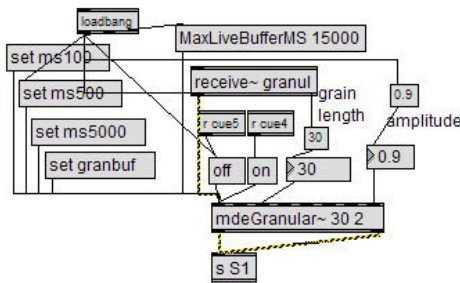 loadbang
MaxLiveBufferMS 15000
set ms100
receive~ granul
grain
0.9
set ms500
length
amplitude
r cue5
r cue4
set ms5000
30
0.9
set granbuf
off
on
30
mdeGranular~ 30 2
s S1